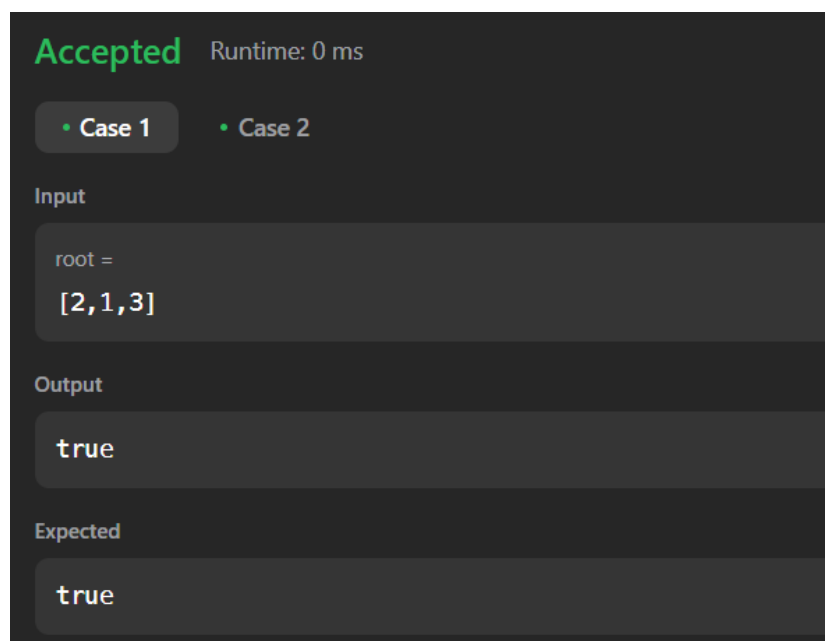 Accepted Runtime: 0 ms
• Case 1 • Case 2
Input
root =
[2,1,3]
Output
true
Expected
true